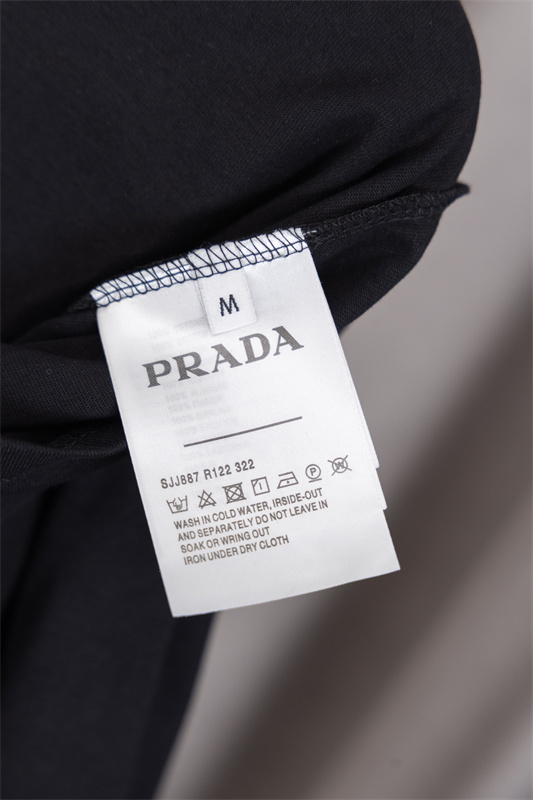 M
PRADA
SJJ887 R122 322
WASH IN COLD WATER, IRSIDE-OUT
AND SEPARATELY DO NOT LEAVE IN
SOAK OR WRING OUT
IRON UNDER DRY CLOTH